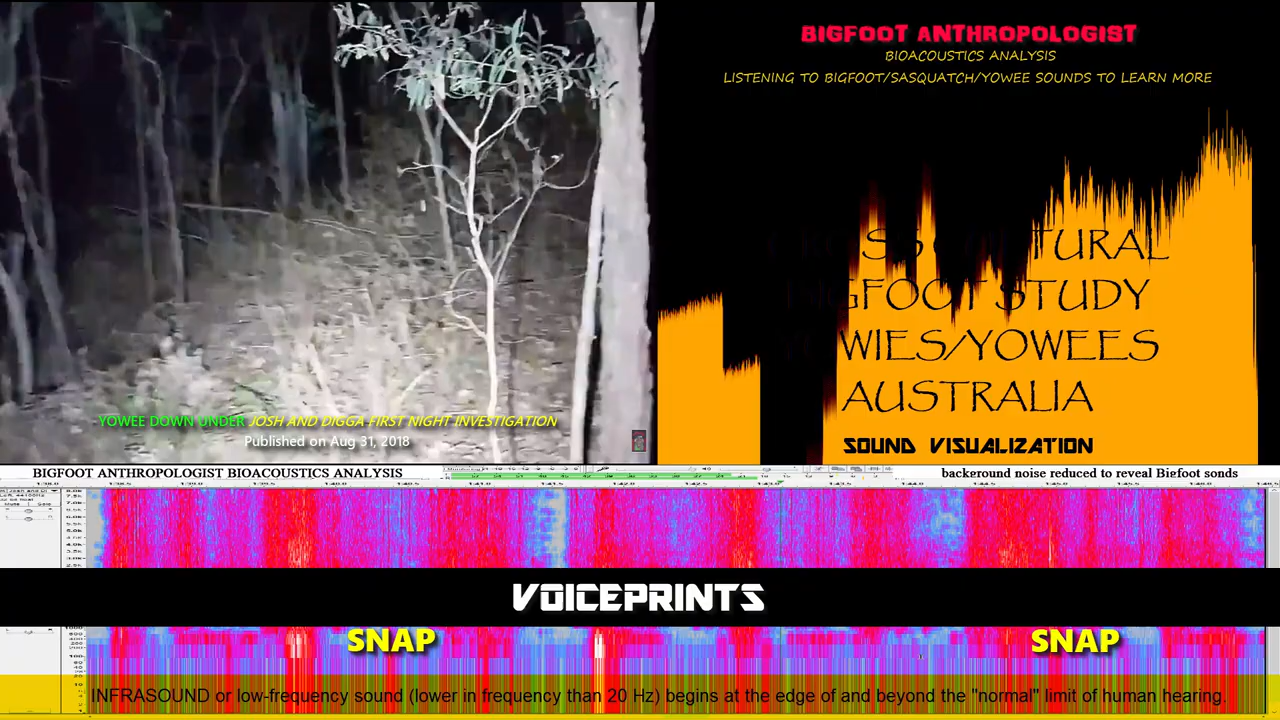 BIGFOOT ANTHROPOLOGIST
BIOACOUSTICS ANALYSIS
LISTENING TO BIGFOOT/SASQUATCH/YOWEE SOUNDS TO LEARN MORE
STUDY
WIES/YOWEES
AUSTRALIA
SOUND VISUALIZATION
YOWEE DOWN UNDER JOSH AND DIGGA FIRST NIGHT INVESTIGATION
Published on Aug 31, 2018
BIGFOOT ANTHROPOLOGIST BIOACOUSTICS ANALYSIS
background noise reduced to reveal Bigfoot sonds
VOICEPRINTS
SNAP
SNAP
INFRASOUND or low-frequency sound (lower in frequency than 20 Hz) begins at the edge of and beyond the "normal" limit of human hearing.